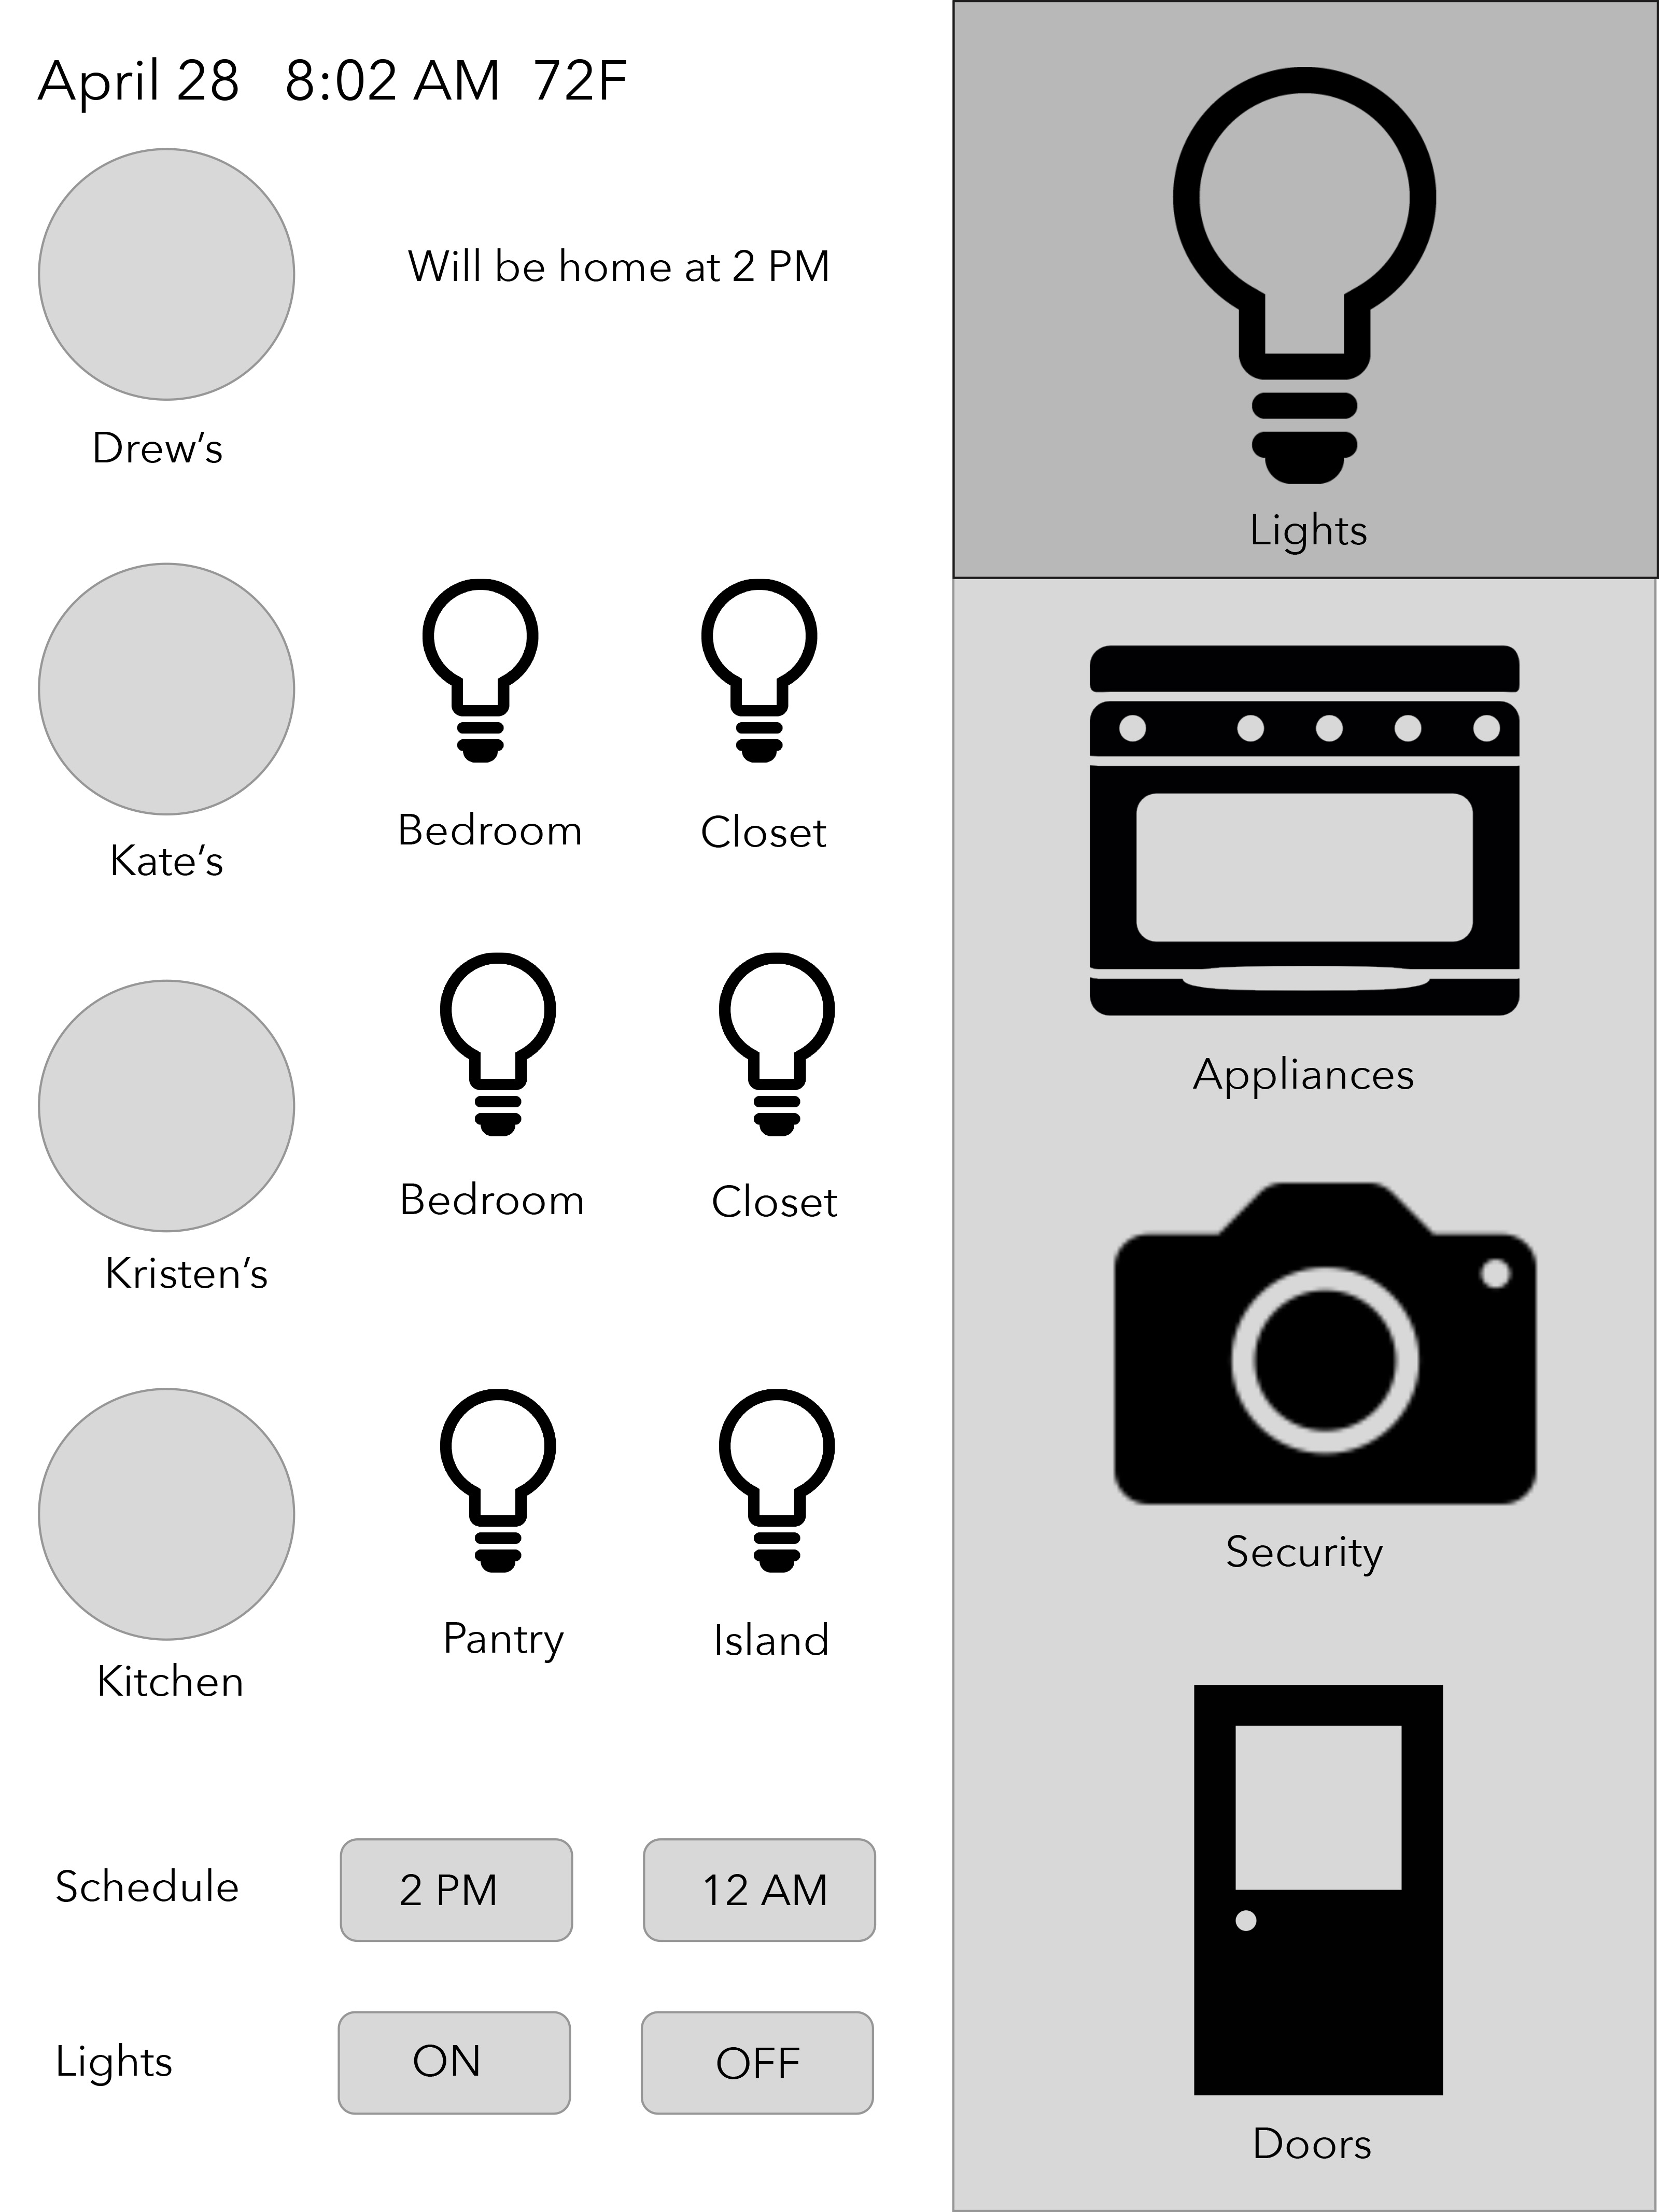 April 28 8:02 AM 72F
Will be home at 2 PM
Drew’s
Bedroom Closet
Kate’s
Bedroom Closet
Kristen’s
Pantry Island
Kitchen
Schedule 2 PM 12 AM
Lights ON OFF
Lights
Appliances
Security
Doors